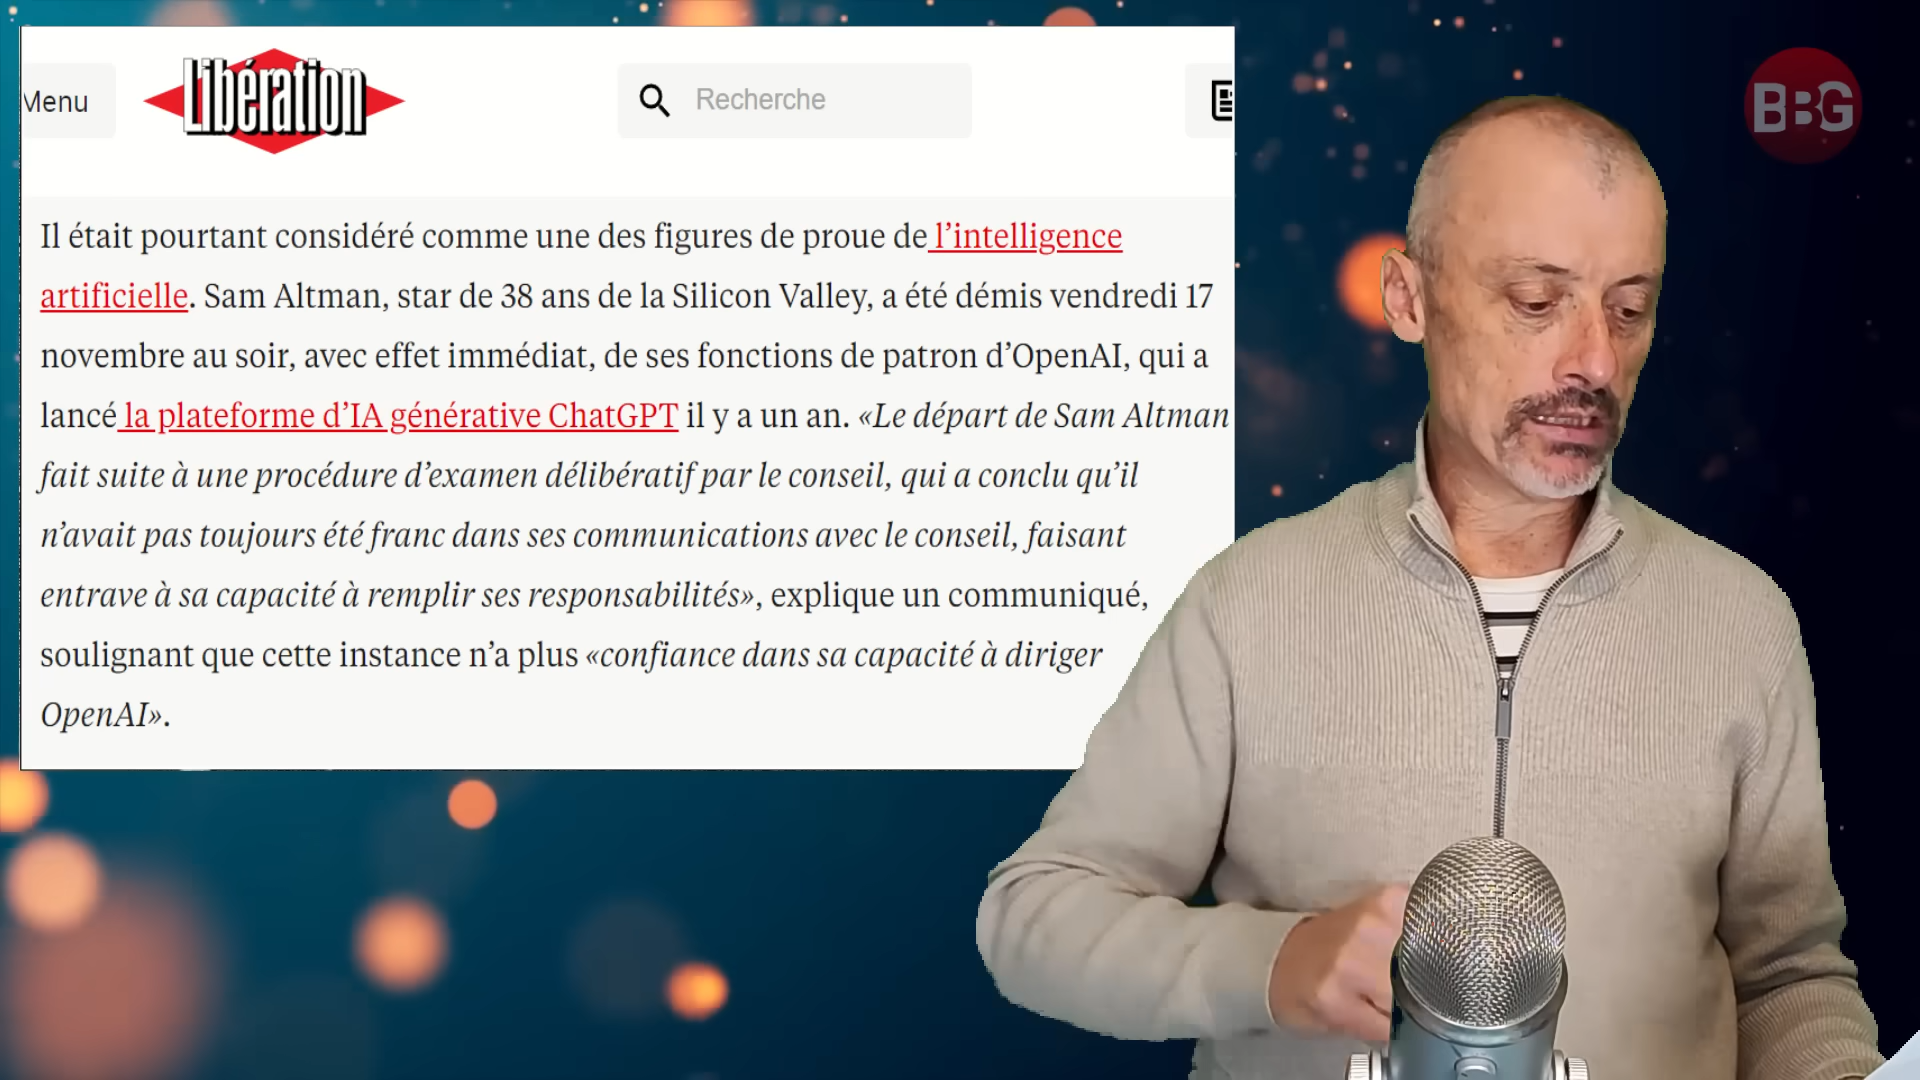 Menu
Libération
Recherche
BBG
Il était pourtant considéré comme une des figures de proue de l’intelligence
artificielle. Sam Altman, star de 38 ans de la Silicon Valley, a été démis vendredi 17
novembre au soir, avec effet immédiat, de ses fonctions de patron d’OpenAI, qui a
lancé la plateforme d’IA générative ChatGPT il y a un an. «Le départ de Sam Altman
fait suite à une procédure d’examen délibératif par le conseil, qui a conclu qu’il
n’avait pas toujours été franc dans ses communications avec le conseil, faisant
entrave à sa capacité à remplir ses responsabilités», explique un communiqué,
soulignant que cette instance n’a plus «confiance dans sa capacité à diriger
OpenAI».